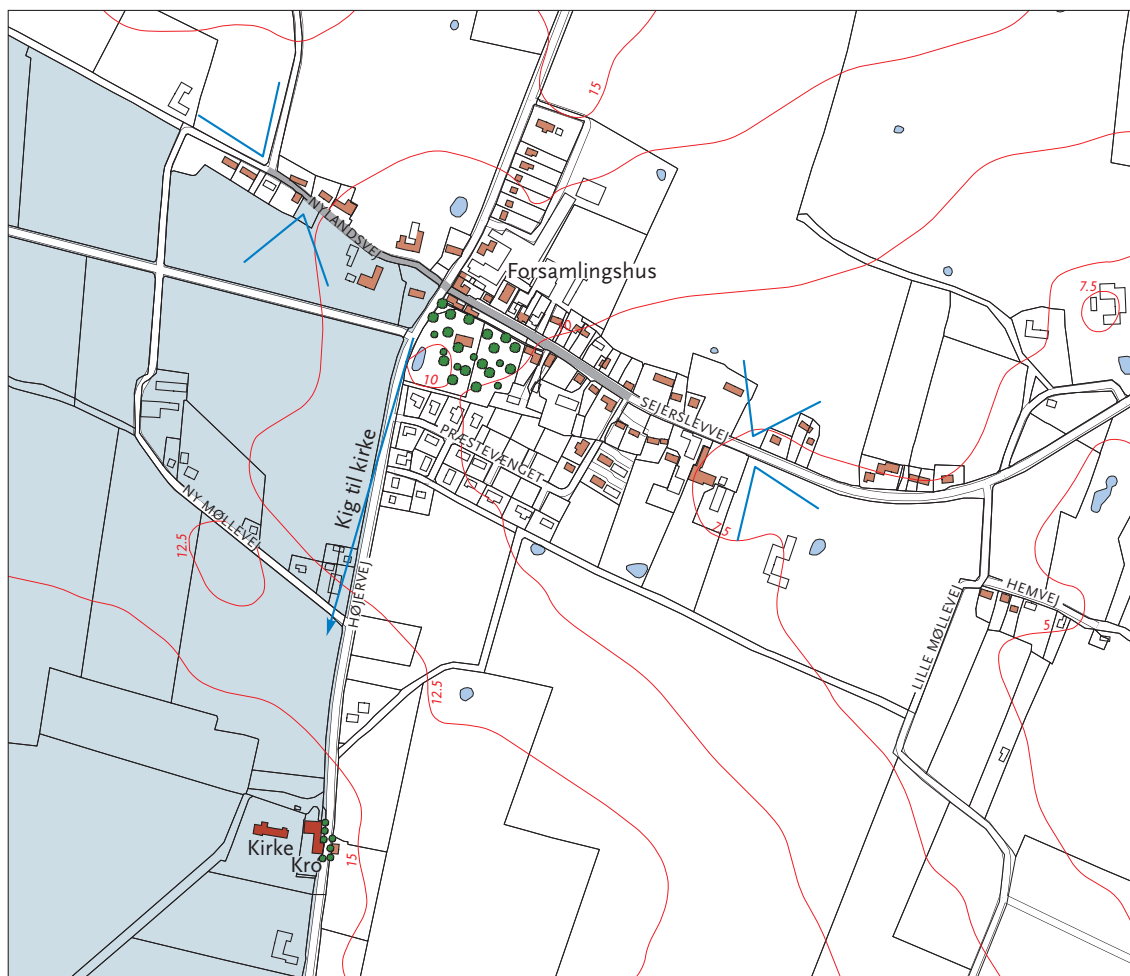 15
NYLANDSVEJ
Forsamlingshus
7.5
10
10
SEJERSLEVVEJ
PRÆSTEVÆNGET
Kig til kirke
NY MØLLEVEJ
12.5
7.5
HØJERVEJ
HEMVEJ
LILLE MØLLEVEJ
5
12.5
Kirke
Kro
15